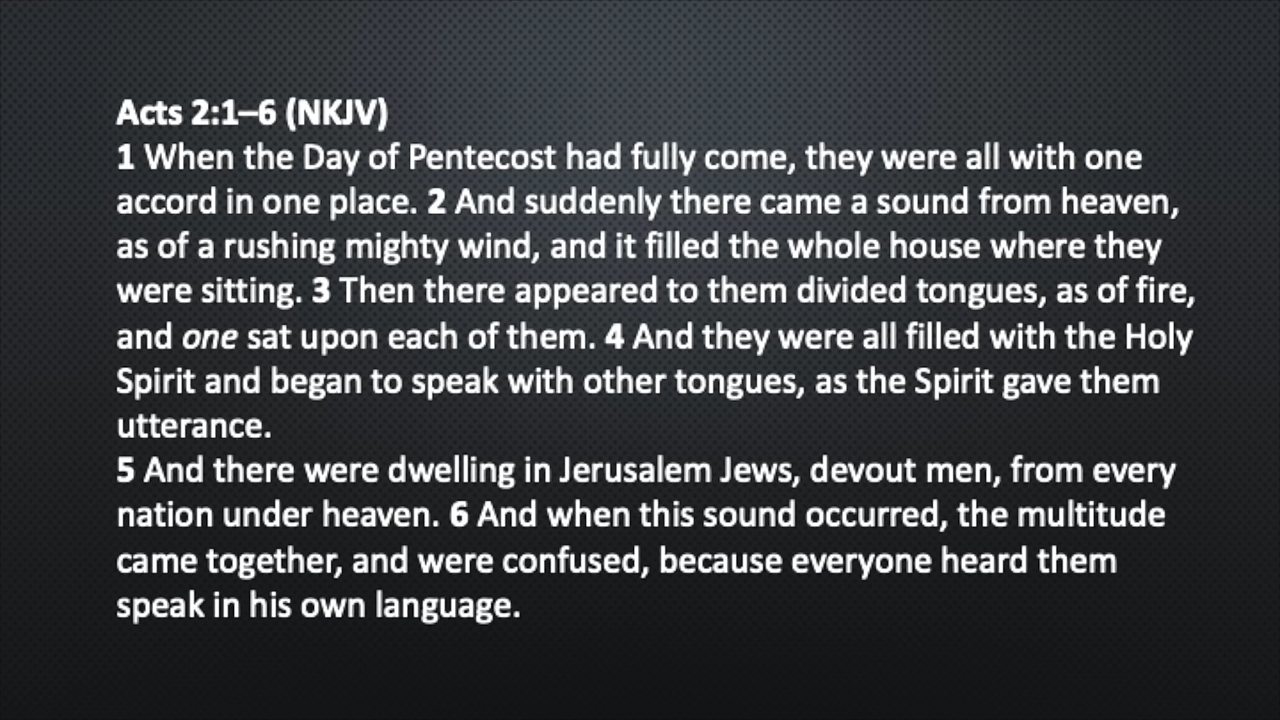 Acts 2:1–6 (NKJV)
1 When the Day of Pentecost had fully come, they were all with one
accord in one place. 2 And suddenly there came a sound from heaven,
as of a rushing mighty wind, and it filled the whole house where they
were sitting. 3 Then there appeared to them divided tongues, as of fire,
and one sat upon each of them. 4 And they were all filled with the Holy
Spirit and began to speak with other tongues, as the Spirit gave them
utterance.
5 And there were dwelling in Jerusalem Jews, devout men, from every
nation under heaven. 6 And when this sound occurred, the multitude
came together, and were confused, because everyone heard them
speak in his own language.